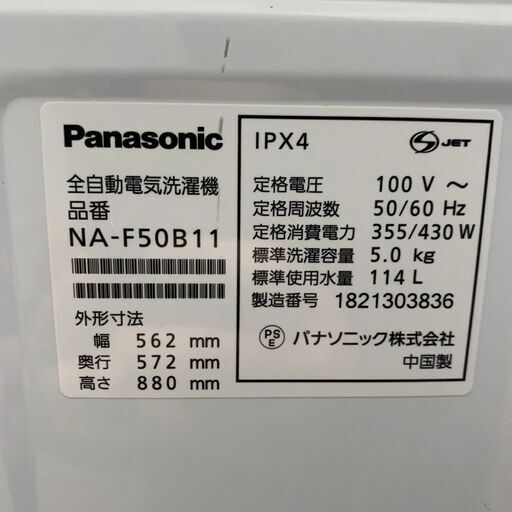 Panasonic
全自動電気洗濯機
品番
NA-F50B11
外形寸法
幅 562 mm
奥行 572 mm
高さ 880 mm
IPX4
S JET
定格電圧 100 V ～
定格周波数 50/60 Hz
定格消費電力 355/430 W
標準洗濯容量 5.0 kg
標準使用水量 114 L
製造番号 1821303836
PS E パナソニック株式会社
中国製